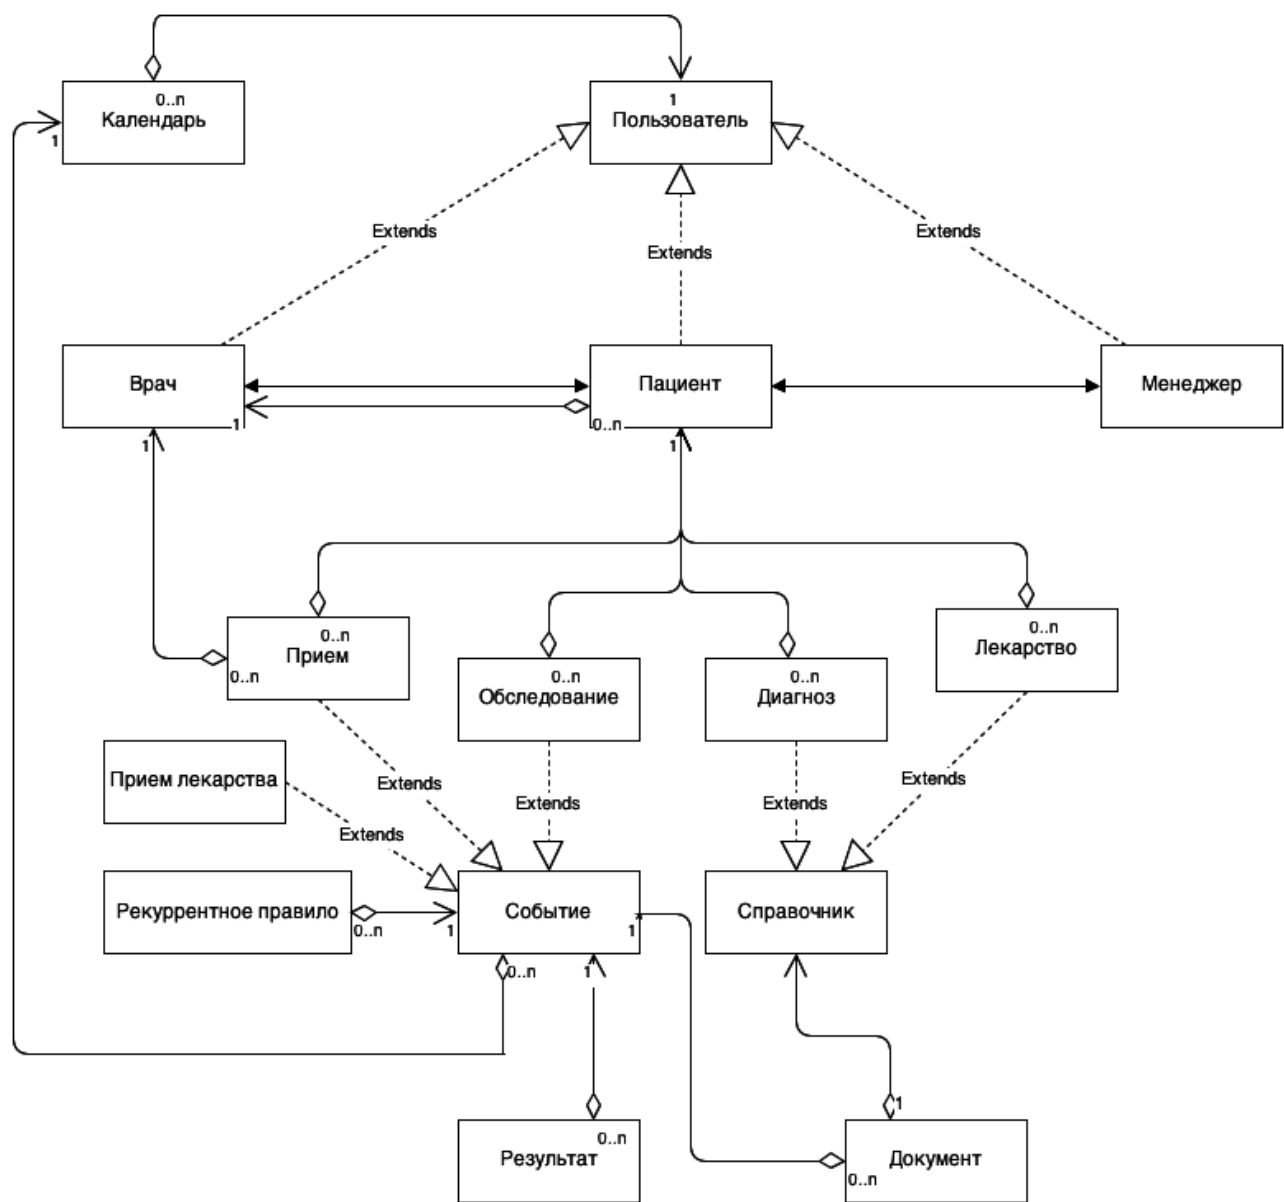 0..n
Календарь
1
1
Пользователь
Extends
Extends
Extends
Врач
1
1
Пациент
0..n
1
Менеджер
0..n
Прием
0..n
0..n
Обследование
0..n
Диагноз
0..n
Лекарство
Прием лекарства
Extends
Extends
Extends
Extends
Extends
Рекуррентное правило
0..n
1
Событие
1
0..n
1
Справочник
0..n
Результат
1
Документ
0..n